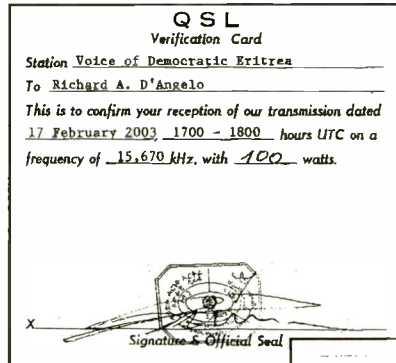 QSL
Verification Card
Station Voice of Democratic Eritrea
To Richard A. D'Angelo
This is to confirm your reception of our transmission dated
17 February 2003 1700 - 1800 hours UTC on a
frequency of 15,670 kHz, with 100 watts.
X
Signature & Official Seal